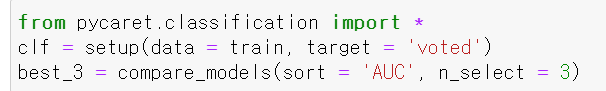 from pycaret.classification import *
clf = setup(data = train, target = 'voted')
best_3 = compare_models(sort = 'AUC', n_select = 3)